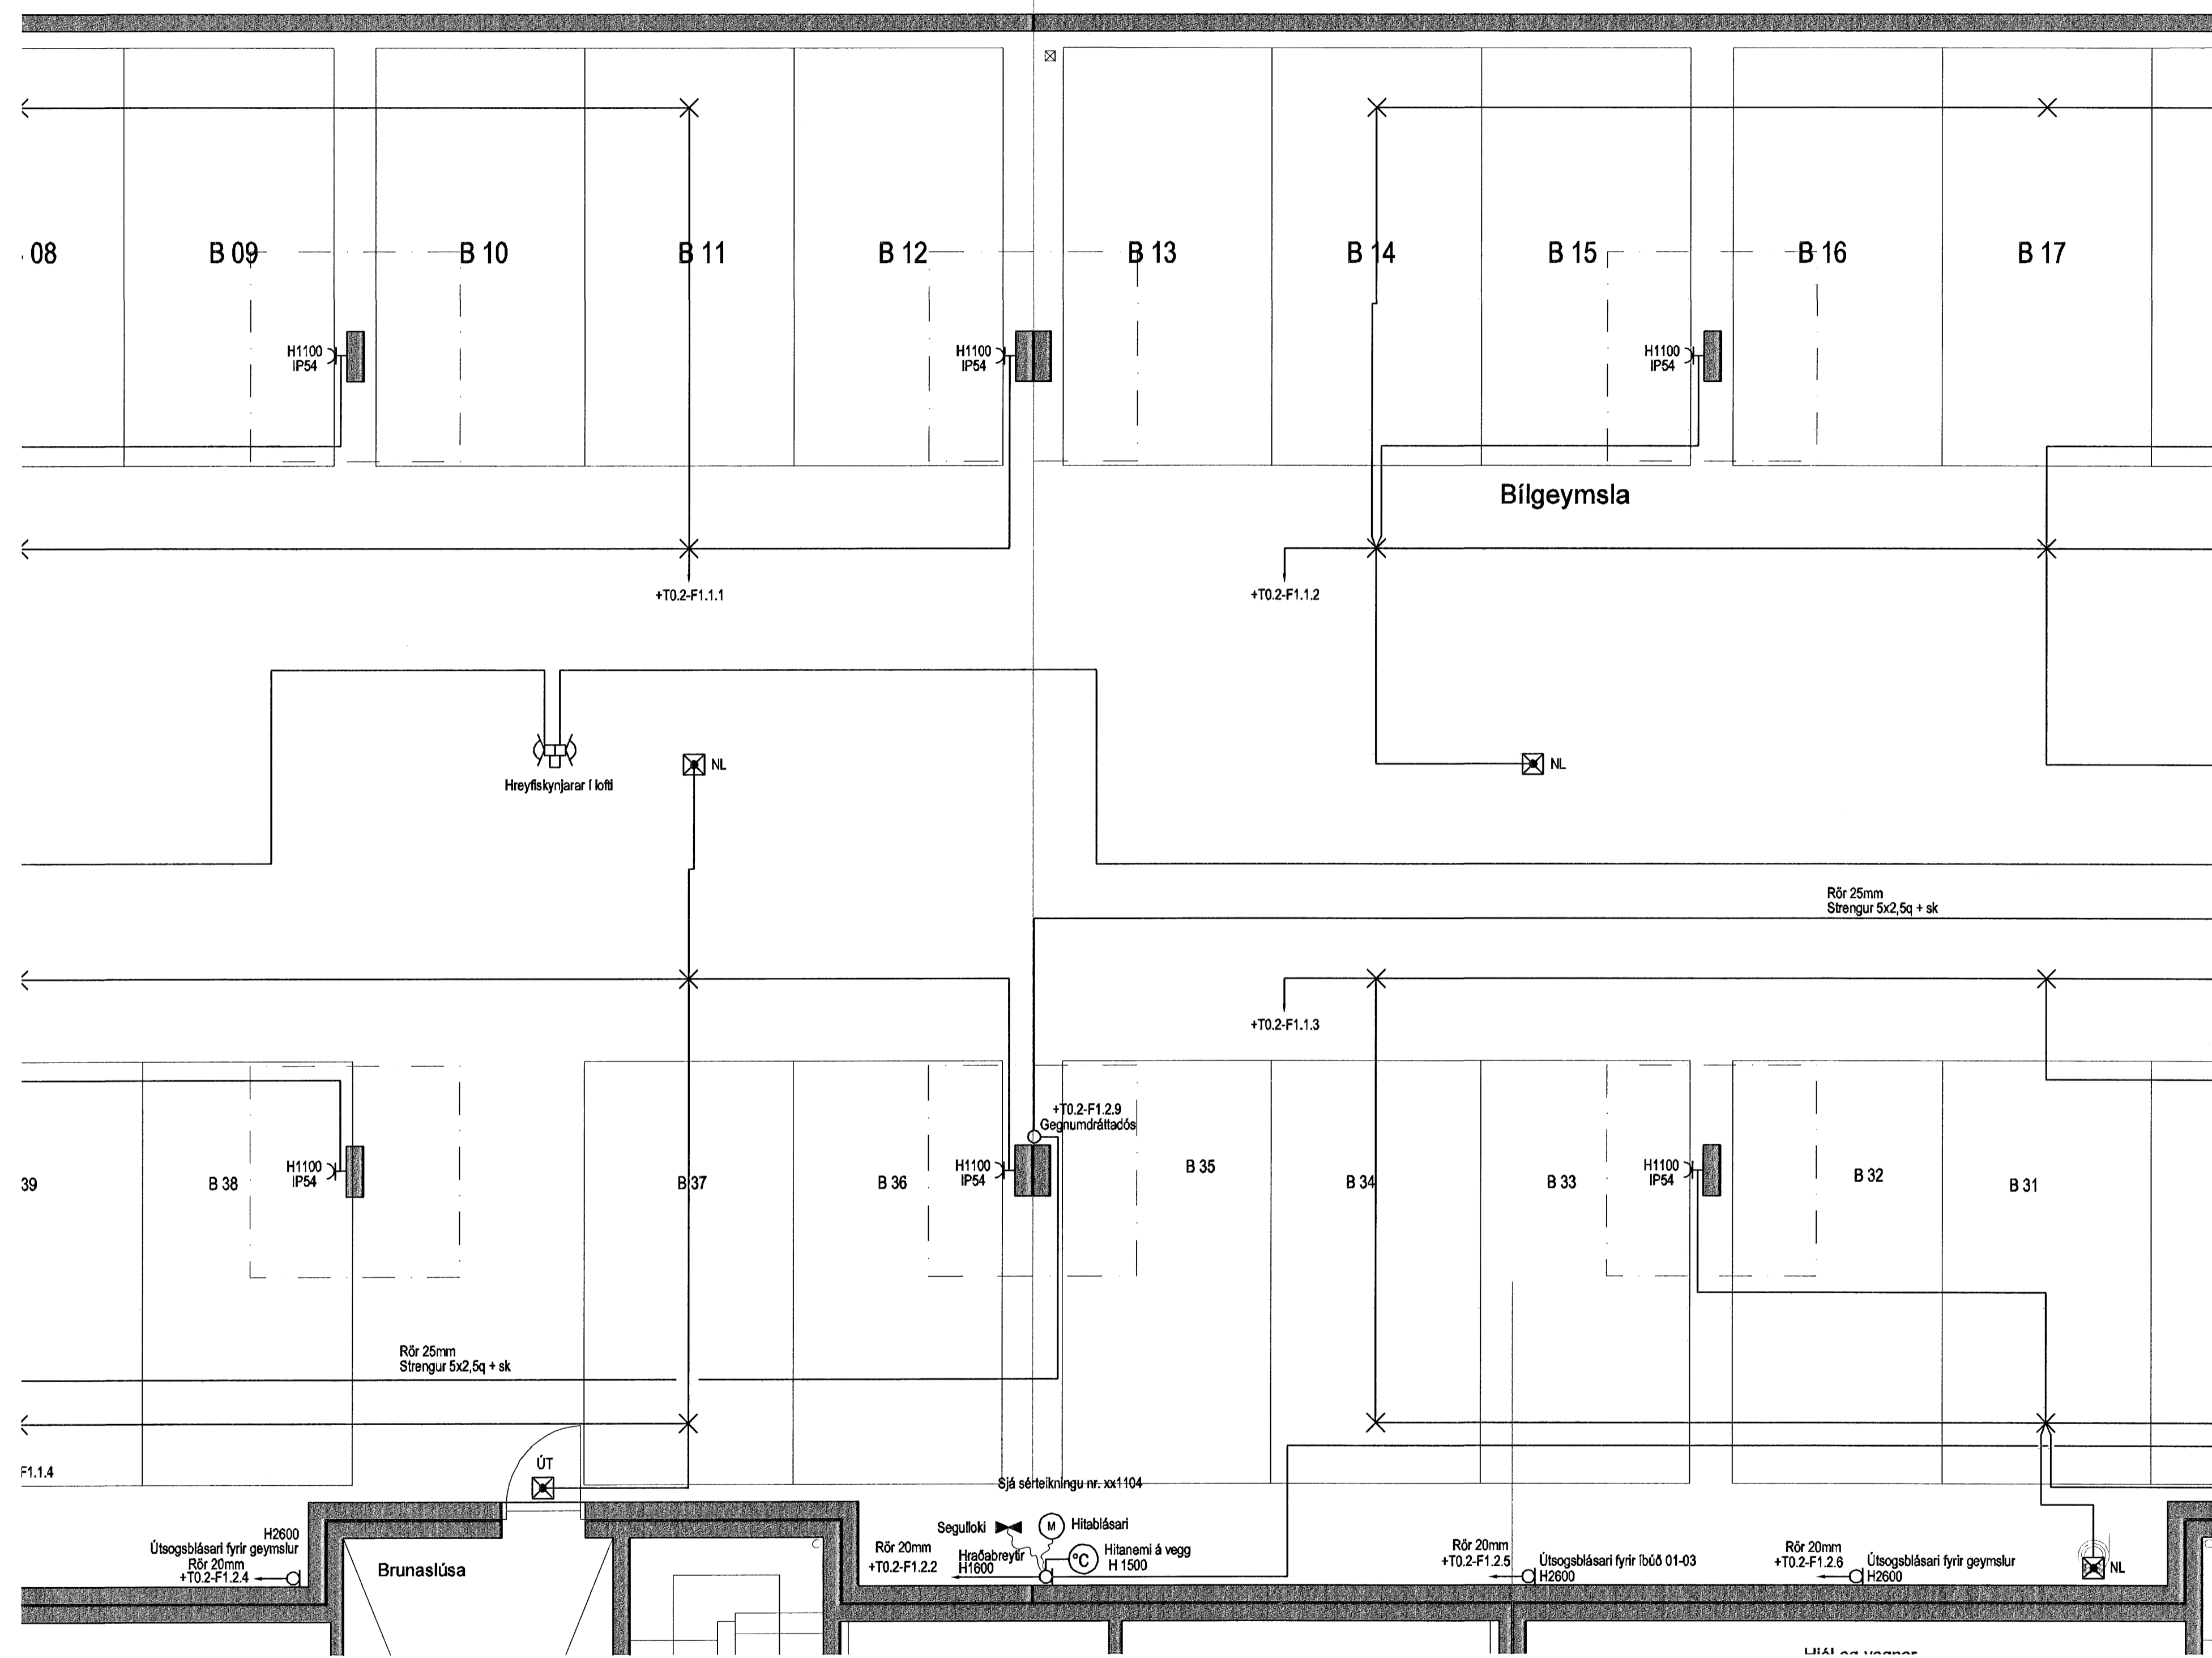 08
B 09
B 10
B 11
B 12
B 13
B 14
B 15
B 16
B 17
H1100
IP54
H1100
IP54
H1100
IP54
Bílgeymsla
+T0.2-F1.1.1
+T0.2-F1.1.2
Hreyfiskynjarar í lofti
NL
NL
Rör 25mm
Strengur 5x2,5q + sk
+T0.2-F1.1.3
+T0.2-F1.2.9
Gegnumdráttadós
39
B 38
H1100
IP54
B 37
B 36
H1100
IP54
B 35
B 34
B 33
H1100
IP54
B 32
B 31
Rör 25mm
Strengur 5x2,5q + sk
F1.1.4
ÚT
Sjá sérteikningu nr. xx1104
H2600
Útsogsblásari fyrir geymslur
Rör 20mm
+T0.2-F1.2.4
Brunaslúsa
Segulloki
M
Hitablásari
Rör 20mm
+T0.2-F1.2.2
Hraðabreytir
H1600
°C
Hitanemi á vegg
H 1500
Rör 20mm
+T0.2-F1.2.5
Útsogsblásari fyrir íbúð 01-03
H2600
Rör 20mm
+T0.2-F1.2.6
Útsogsblásari fyrir geymslur
H2600
NL